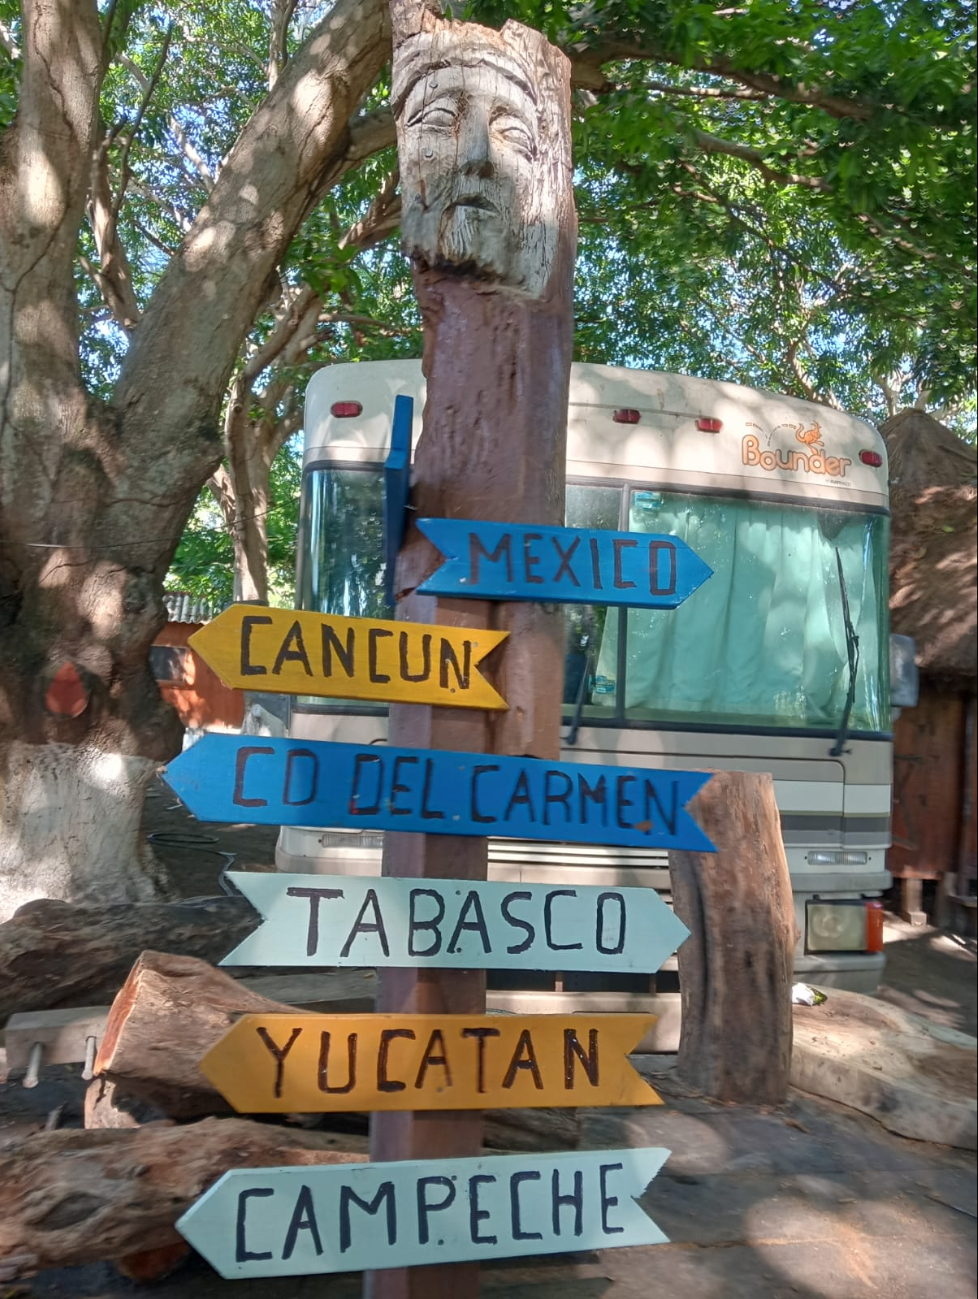 Bounder
MEXICO
CANCUN
CD DEL CARMEN
TABASCO
YUCATAN
CAMPECHE